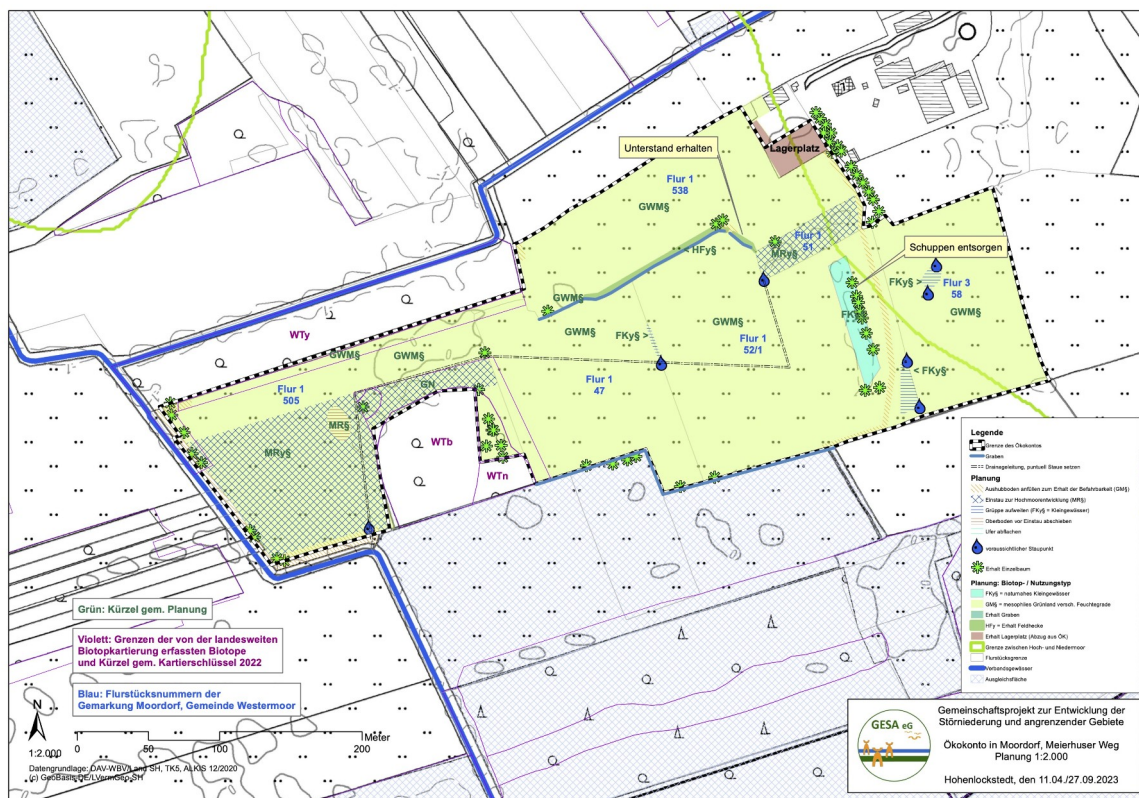 Unterstand erhalten
Lagerplatz
Flur 1
538
GWM§
< HFy§
Flur 1
51
MRy§
Schuppen entsorgen
FKy§ >
Flur 3
58
GWM§
GWM§
GWM§
FKy§ >
GWM§
Flur 1
52/1
< FKy§
WTy
GWM§
GWM§
Flur 1
505
GN
Flur 1
47
MR§
MRy§
WTb
WTn
Legende
Grenze des Ökokontos
Graben
Drainageleitung, punktuell Staue setzen
Planung
Aushubboden anfüllen zum Erhalt der Befahrbarkeit (GM§)
Einstau zur Hochmoorentwicklung (MR§)
Grüppe aufweiten (FKy§ = Kleingewässer)
Oberboden vor Einstau abschieben
Ufer abflachen
voraussichtlicher Staupunkt
Erhalt Einzelbaum
Planung: Biotop- / Nutzungstyp
FKy§ = naturnahes Kleingewässer
GM§ = mesophiles Grünland versch. Feuchtegrade
Erhalt Graben
HFy = Erhalt Feldhecke
Erhalt Lagerplatz (Abzug aus ÖK)
Grenze zwischen Hoch- und Niedermoor
Flurstücksgrenze
Verbandsgewässer
Ausgleichsfläche
Grün: Kürzel gem. Planung
Violett: Grenzen der von der landesweiten
Biotopkartierung erfassten Biotope
und Kürzel gem. Kartierschlüssel 2022
Blau: Flurstücksnummern der
Gemarkung Moordorf, Gemeinde Westermoor
N
1:2.000
0 50 100 200
Meter
Datengrundlage: DAV-WBV/Land SH, TK5, ALKIS 12/2020
(c) GeoBasis-DE/LVermGeo SH
GESA eG
Gemeinschaftsprojekt zur Entwicklung der
Störniederung und angrenzender Gebiete
Ökokonto in Moordorf, Meierhuser Weg
Planung 1:2.000
Hohenlockstedt, den 11.04./27.09.2023